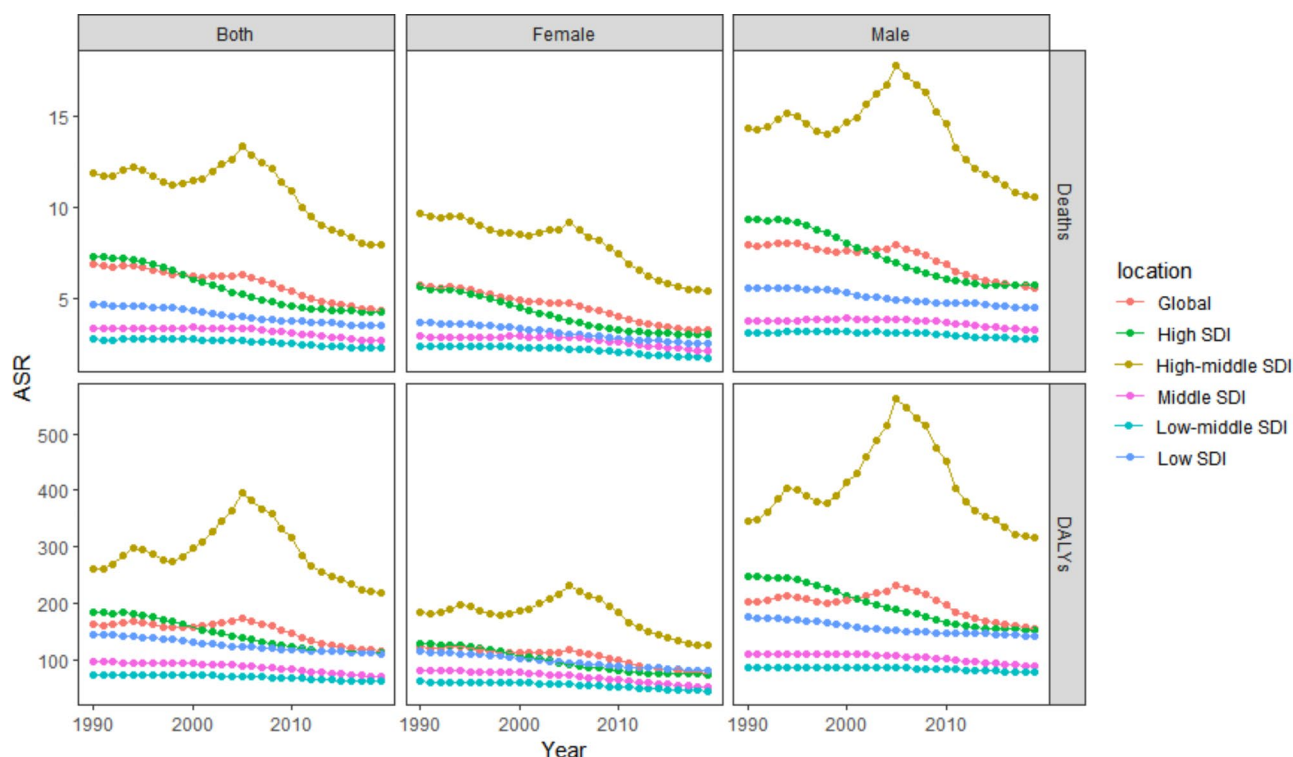 Both
Female
Male
15
10
5
Deaths
500
400
300
200
100
DALYs
ASR
1990
2000
2010
1990
2000
2010
1990
2000
2010
Year
location
Global
High SDI
High-middle SDI
Middle SDI
Low-middle SDI
Low SDI